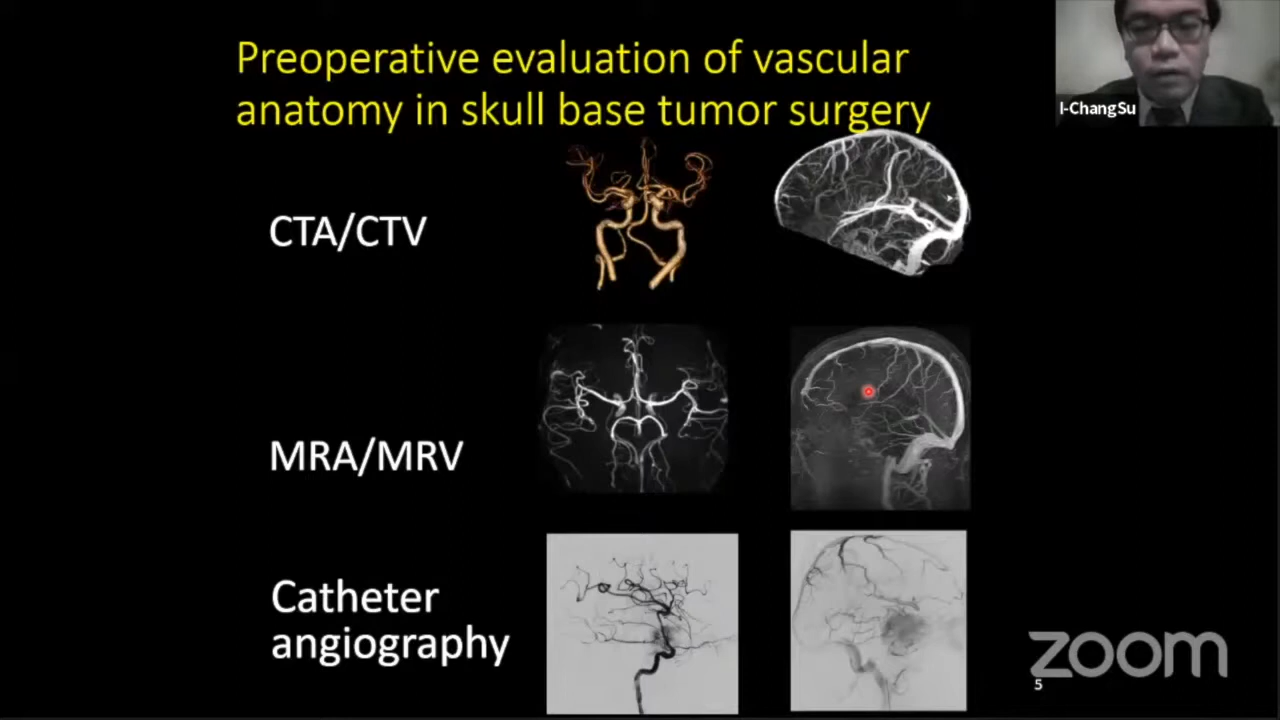 Preoperative evaluation of vascular
anatomy in skull base tumor surgery
I-ChangSu
CTA/CTV
MRA/MRV
Catheter
angiography
zoom
5